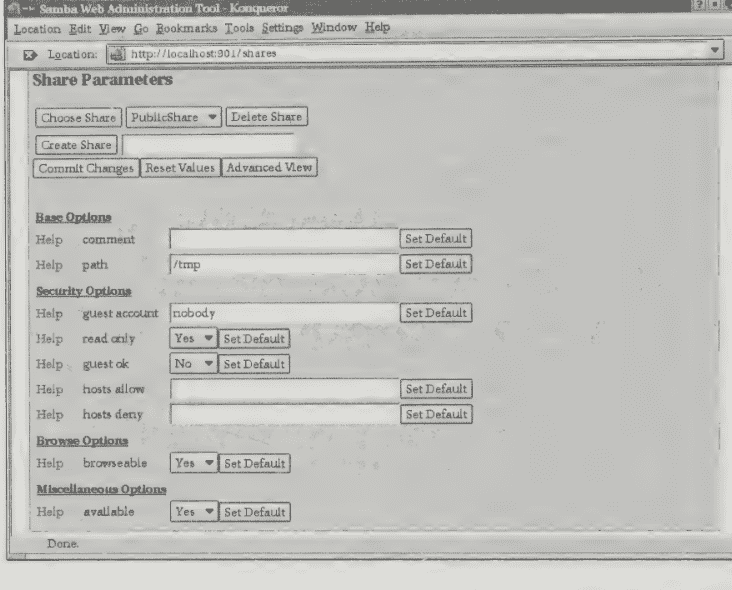 Samba Web Administration Tool - Konqueror
Location Edit View Go Bookmarks Tools Settings Window Help
Location: http://localhost:901/shares
Share Parameters
Choose Share PublicShare Delete Share
Create Share
Commit Changes Reset Values Advanced View
Base Options
Help comment Set Default
Help path /tmp Set Default
Security Options
Help guest account nobody Set Default
Help read only Yes Set Default
Help guest ok No Set Default
Help hosts allow Set Default
Help hosts deny Set Default
Browse Options
Help browseable Yes Set Default
Miscellaneous Options
Help available Yes Set Default
Done.